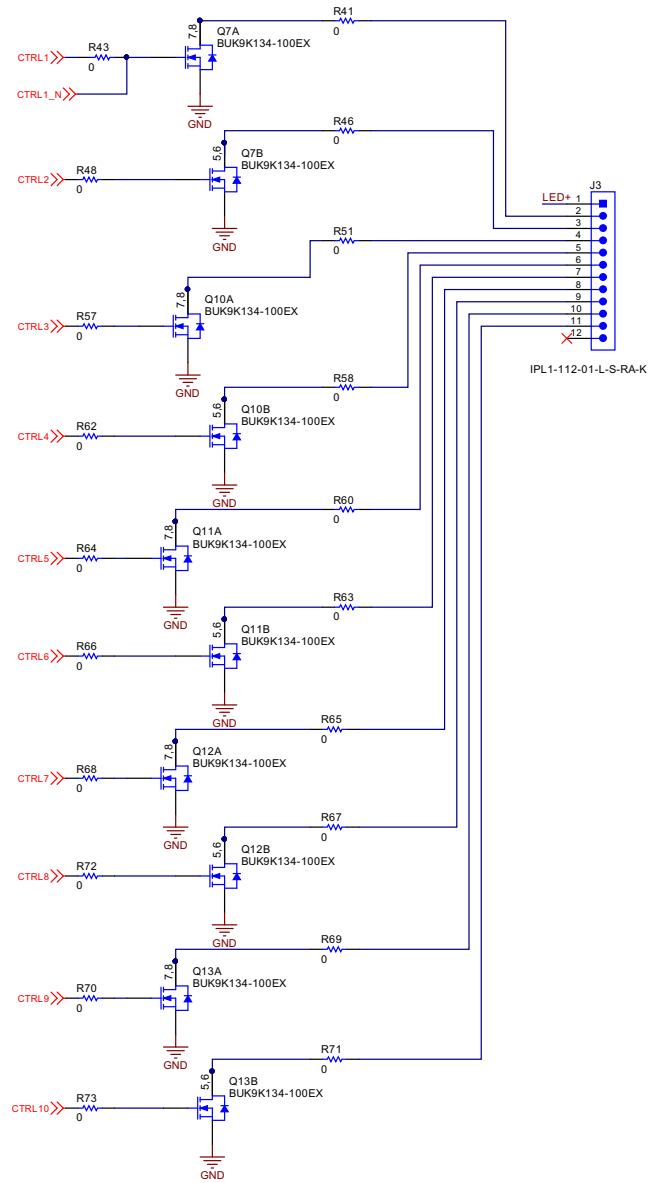 R41
0
Q7A
BUK9K134-100EX
7,8
CTRL1
R43
0
CTRL1_N
GND
R46
0
Q7B
BUK9K134-100EX
5,6
CTRL2
R48
0
GND
J3
LED+
1
2
3
4
5
6
7
8
9
10
11
12
IPL1-112-01-L-S-RA-K
R51
0
Q10A
BUK9K134-100EX
7,8
CTRL3
R57
0
GND
R58
0
Q10B
BUK9K134-100EX
5,6
CTRL4
R62
0
GND
R60
0
Q11A
BUK9K134-100EX
7,8
CTRL5
R64
0
GND
R63
0
Q11B
BUK9K134-100EX
5,6
CTRL6
R66
0
GND
R65
0
Q12A
BUK9K134-100EX
7,8
CTRL7
R68
0
GND
R67
0
Q12B
BUK9K134-100EX
5,6
CTRL8
R72
0
GND
R69
0
Q13A
BUK9K134-100EX
7,8
CTRL9
R70
0
GND
R71
0
Q13B
BUK9K134-100EX
5,6
CTRL10
R73
0
GND